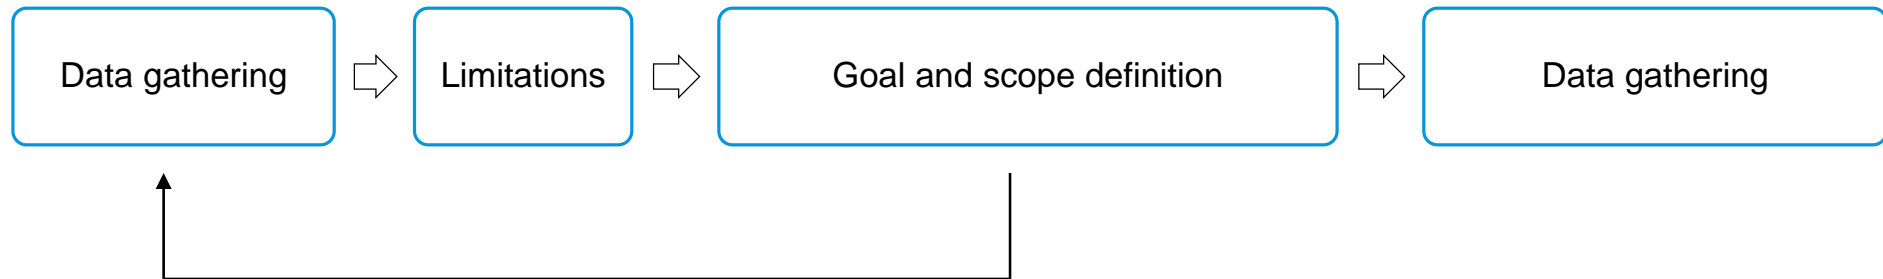 Data gathering
Limitations
Goal and scope definition
Data gathering